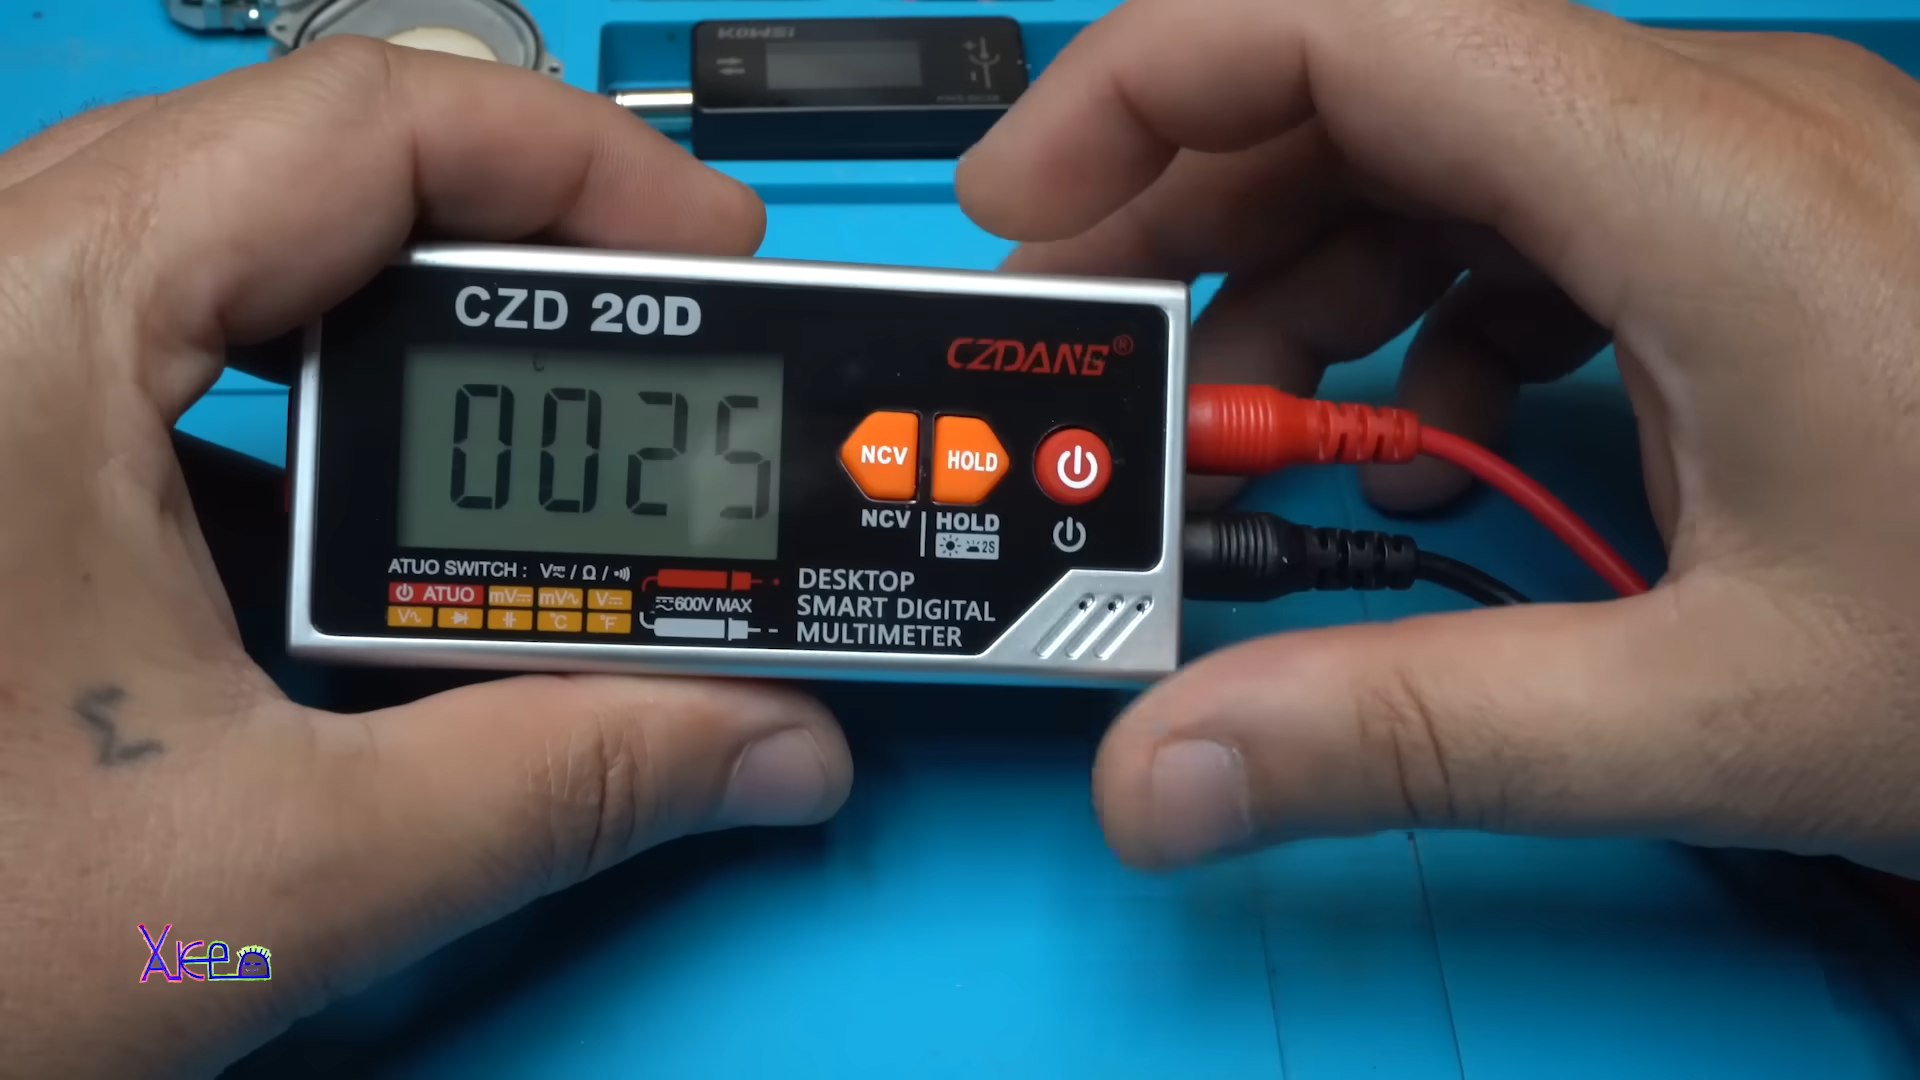 KOWSI
CZD 20D
CZDANG®
C
0025
NCV HOLD
NCV HOLD
2S
ATUO SWITCH : V / Ω /
ATUO mV mV V
V °C °F
600V MAX
DESKTOP
SMART DIGITAL
MULTIMETER
XKE